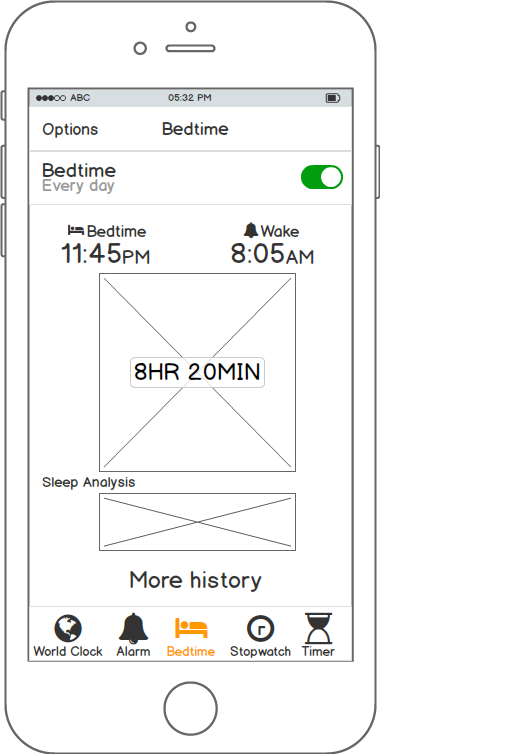 ABC 05:32 PM
Options Bedtime
Bedtime
Every day
Bedtime Wake
11:45PM 8:05AM
8HR 20MIN
Sleep Analysis
More history
World Clock Alarm Bedtime Stopwatch Timer